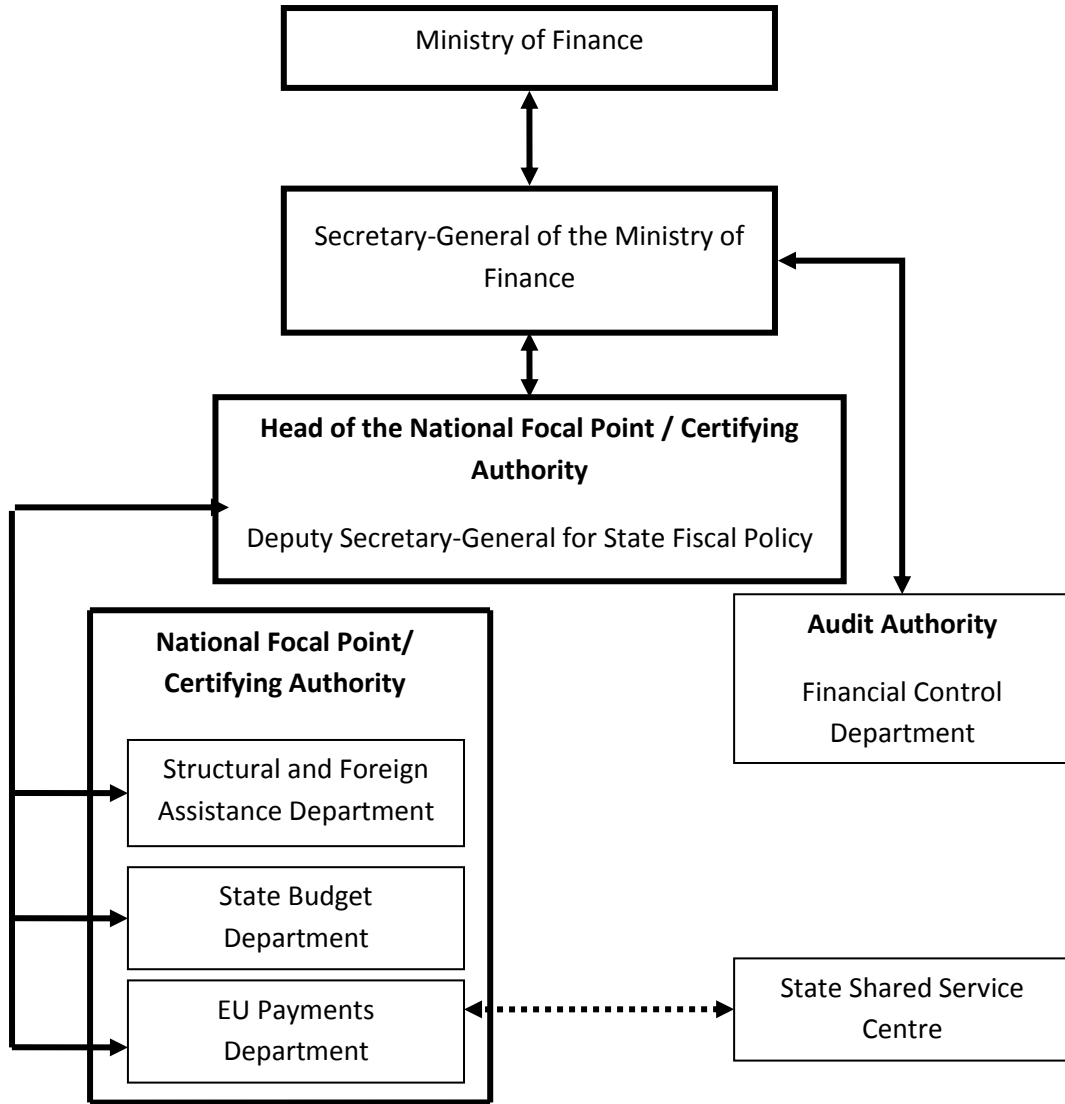 Ministry of Finance
Secretary-General of the Ministry of
Finance
Head of the National Focal Point / Certifying
Authority
Deputy Secretary-General for State Fiscal Policy
National Focal Point/
Certifying Authority
Structural and Foreign
Assistance Department
State Budget
Department
EU Payments
Department
Audit Authority
Financial Control
Department
State Shared Service
Centre